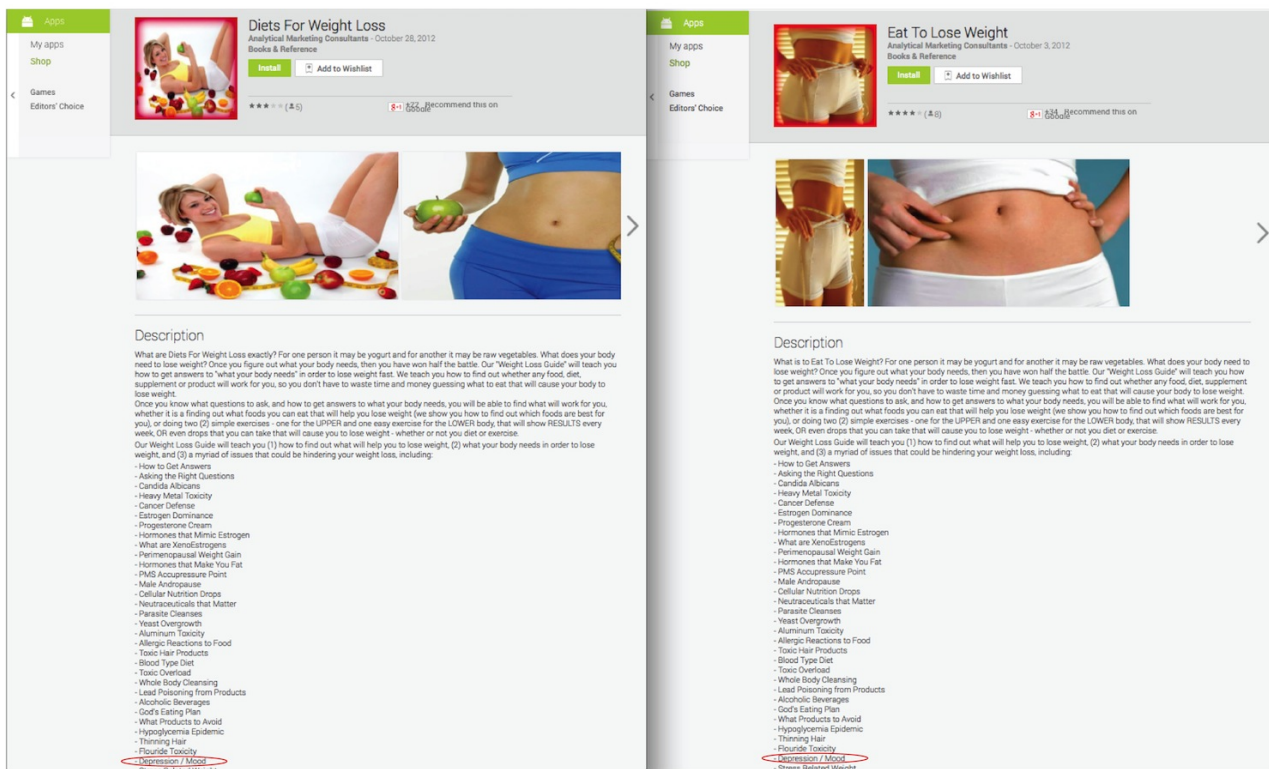 Apps
My apps
Shop
Games
Editors' Choice
Diets For Weight Loss
Analytical Marketing Consultants - October 28, 2012
Books & Reference
Install
Add to Wishlist
(5)
g+1 +22 Recommend this on
Google
Description
What are Diets For Weight Loss exactly? For one person it may be yogurt and for another it may be raw vegetables. What does your body
need to lose weight? Once you figure out what your body needs, then you have won half the battle. Our "Weight Loss Guide" will teach you
how to get answers to "what your body needs" in order to lose weight fast. We teach you how to find out whether any food, diet,
supplement or product will work for you, so you don't have to waste time and money guessing what to eat that will cause your body to
lose weight.
Once you know what questions to ask, and how to get answers to what your body needs, you will be able to find what will work for you,
whether it is a finding out what foods you can eat that will help you lose weight (we show you how to find out which foods are best for
you), or doing two (2) simple exercises - one for the UPPER and one easy exercise for the LOWER body, that will show RESULTS every
week, OR even drops that you can take that will cause you to lose weight - whether or not you diet or exercise.
Our Weight Loss Guide will teach you (1) how to find out what will help you to lose weight, (2) what your body needs in order to lose
weight, and (3) a myriad of issues that could be hindering your weight loss, including:
- How to Get Answers
- Asking the Right Questions
- Candida Albicans
- Heavy Metal Toxicity
- Cancer Defense
- Estrogen Dominance
- Progesterone Cream
- Hormones that Mimic Estrogen
- What are XenoEstrogens
- Perimenopausal Weight Gain
- Hormones that Make You Fat
- PMS Accupressure Point
- Male Andropause
- Cellular Nutrition Drops
- Neutraceuticals that Matter
- Parasite Cleanses
- Yeast Overgrowth
- Aluminum Toxicity
- Allergic Reactions to Food
- Toxic Hair Products
- Blood Type Diet
- Toxic Overload
- Whole Body Cleansing
- Lead Poisoning from Products
- Alcoholic Beverages
- God's Eating Plan
- What Products to Avoid
- Hypoglycemia Epidemic
- Thinning Hair
- Flouride Toxicity
- Depression / Mood
Apps
My apps
Shop
Games
Editors' Choice
Eat To Lose Weight
Analytical Marketing Consultants - October 3, 2012
Books & Reference
Install
Add to Wishlist
(8)
g+1 +34 Recommend this on
Google
Description
What is to Eat To Lose Weight? For one person it may be yogurt and for another it may be raw vegetables. What does your body need to
lose weight? Once you figure out what your body needs, then you have won half the battle. Our "Weight Loss Guide" will teach you how
to get answers to "what your body needs" in order to lose weight fast. We teach you how to find out whether any food, diet, supplement
or product will work for you, so you don't have to waste time and money guessing what to eat that will cause your body to lose weight.
Once you know what questions to ask, and how to get answers to what your body needs, you will be able to find what will work for you,
whether it is a finding out what foods you can eat that will help you lose weight (we show you how to find out which foods are best for
you), or doing two (2) simple exercises - one for the UPPER and one easy exercise for the LOWER body, that will show RESULTS every
week, OR even drops that you can take that will cause you to lose weight - whether or not you diet or exercise.
Our Weight Loss Guide will teach you (1) how to find out what will help you to lose weight, (2) what your body needs in order to lose
weight, and (3) a myriad of issues that could be hindering your weight loss, including:
- How to Get Answers
- Asking the Right Questions
- Candida Albicans
- Heavy Metal Toxicity
- Cancer Defense
- Estrogen Dominance
- Progesterone Cream
- Hormones that Mimic Estrogen
- What are XenoEstrogens
- Perimenopausal Weight Gain
- Hormones that Make You Fat
- PMS Accupressure Point
- Male Andropause
- Cellular Nutrition Drops
- Neutraceuticals that Matter
- Parasite Cleanses
- Yeast Overgrowth
- Aluminum Toxicity
- Allergic Reactions to Food
- Toxic Hair Products
- Blood Type Diet
- Toxic Overload
- Whole Body Cleansing
- Lead Poisoning from Products
- Alcoholic Beverages
- God's Eating Plan
- What Products to Avoid
- Hypoglycemia Epidemic
- Thinning Hair
- Flouride Toxicity
- Depression / Mood
- Stress Related Weight